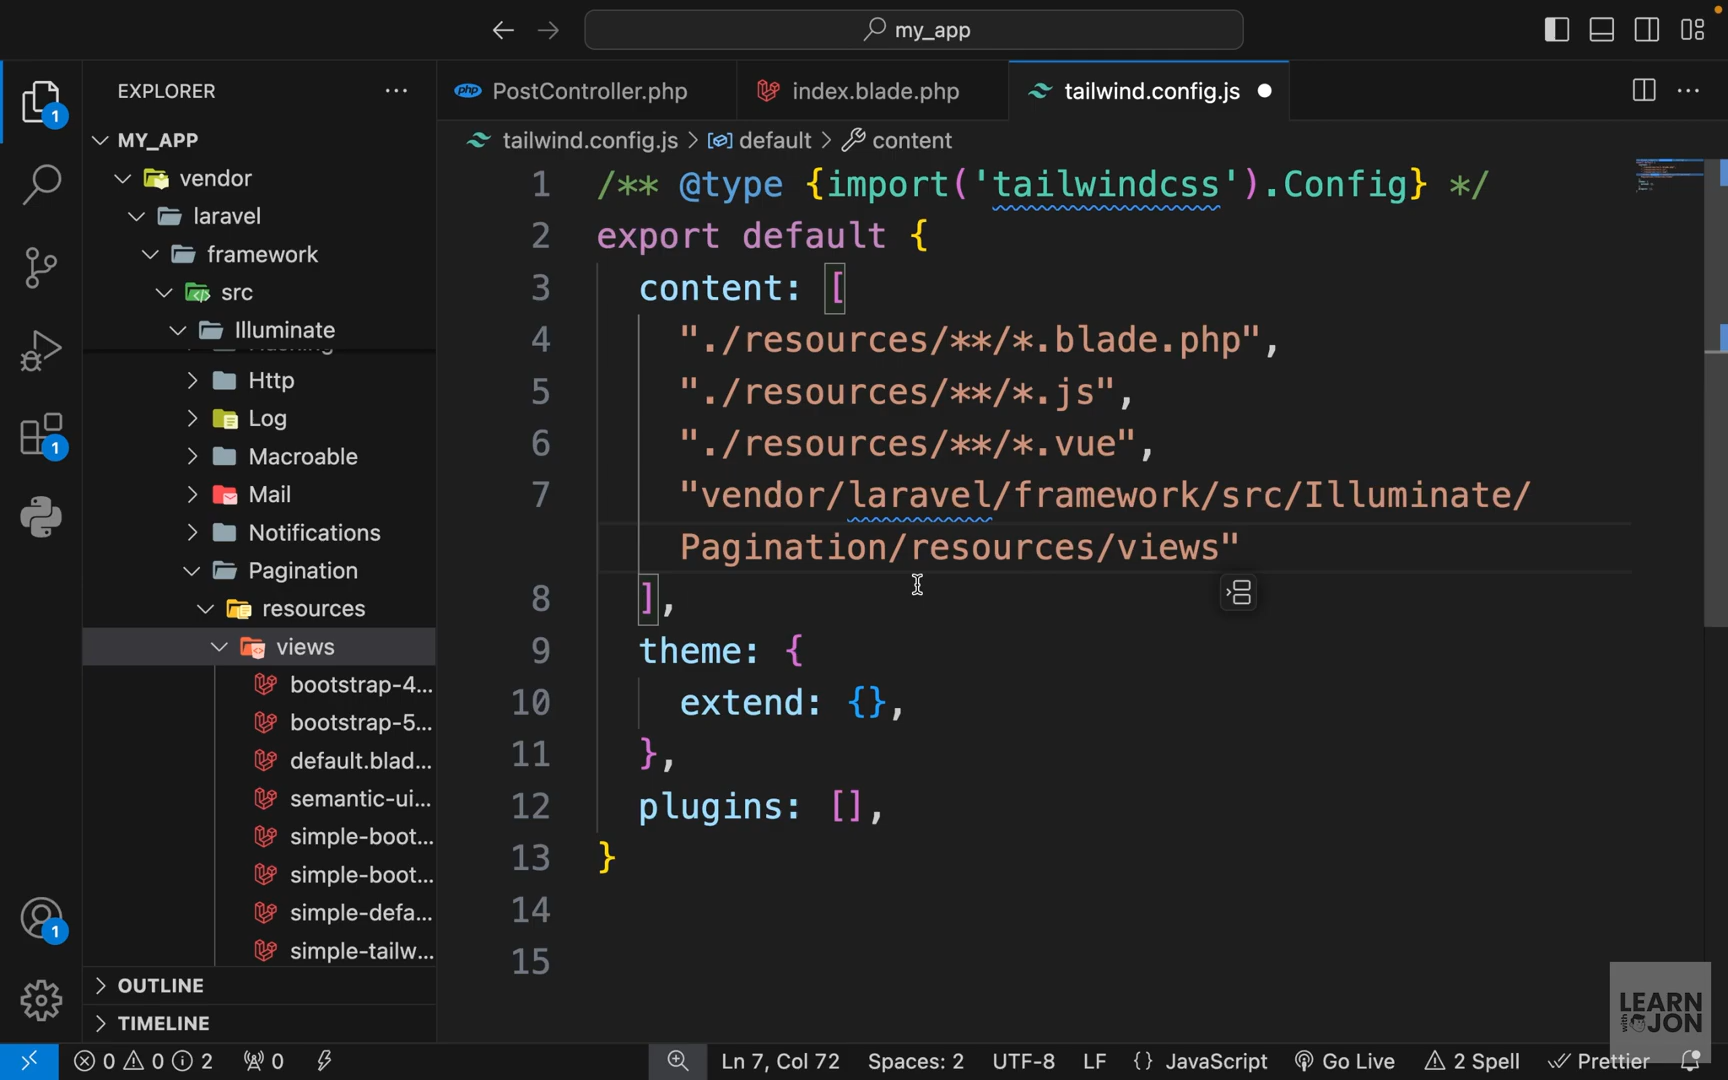 my_app
EXPLORER
PostController.php
index.blade.php
tailwind.config.js
MY_APP
tailwind.config.js > default > content
vendor
laravel
framework
src
Illuminate
Http
Log
Macroable
Mail
Notifications
Pagination
resources
views
bootstrap-4...
bootstrap-5...
default.blad...
semantic-ui...
simple-boot...
simple-boot...
simple-defa...
simple-tailw...
OUTLINE
TIMELINE
1 /** @type {import('tailwindcss').Config} */
2 export default {
3 content: [
4 "./resources/**/*.blade.php",
5 "./resources/**/*.js",
6 "./resources/**/*.vue",
7 "vendor/laravel/framework/src/Illuminate/
Pagination/resources/views"
8 ],
9 theme: {
10 extend: {},
11 },
12 plugins: [],
13 }
14
15
1
1
1
LEARN
with
JON
0 0 2 0 Ln 7, Col 72 Spaces: 2 UTF-8 LF {} JavaScript Go Live 2 Spell Prettier